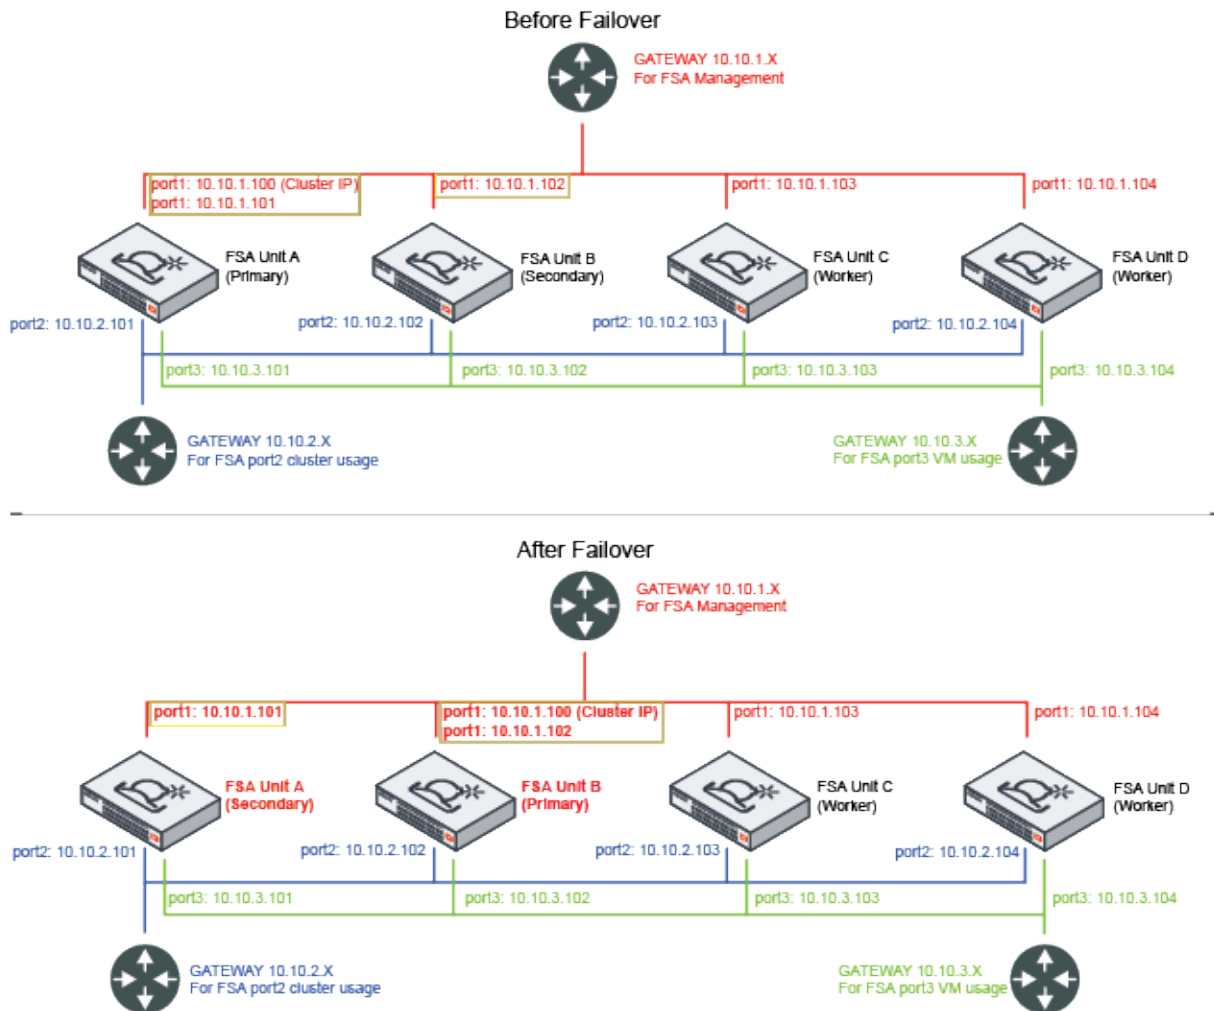 Before Failover
GATEWAY 10.10.1.X
For FSA Management
port1: 10.10.1.100 (Cluster IP)
port1: 10.10.1.101
port1: 10.10.1.102
port1: 10.10.1.103
port1: 10.10.1.104
FSA Unit A
(Primary)
FSA Unit B
(Secondary)
FSA Unit C
(Worker)
FSA Unit D
(Worker)
port2: 10.10.2.101
port2: 10.10.2.102
port2: 10.10.2.103
port2: 10.10.2.104
port3: 10.10.3.101
port3: 10.10.3.102
port3: 10.10.3.103
port3: 10.10.3.104
GATEWAY 10.10.2.X
For FSA port2 cluster usage
GATEWAY 10.10.3.X
For FSA port3 VM usage
After Failover
GATEWAY 10.10.1.X
For FSA Management
port1: 10.10.1.101
port1: 10.10.1.100 (Cluster IP)
port1: 10.10.1.102
port1: 10.10.1.103
port1: 10.10.1.104
FSA Unit A
(Secondary)
FSA Unit B
(Primary)
FSA Unit C
(Worker)
FSA Unit D
(Worker)
port2: 10.10.2.101
port2: 10.10.2.102
port2: 10.10.2.103
port2: 10.10.2.104
port3: 10.10.3.101
port3: 10.10.3.102
port3: 10.10.3.103
port3: 10.10.3.104
GATEWAY 10.10.2.X
For FSA port2 cluster usage
GATEWAY 10.10.3.X
For FSA port3 VM usage